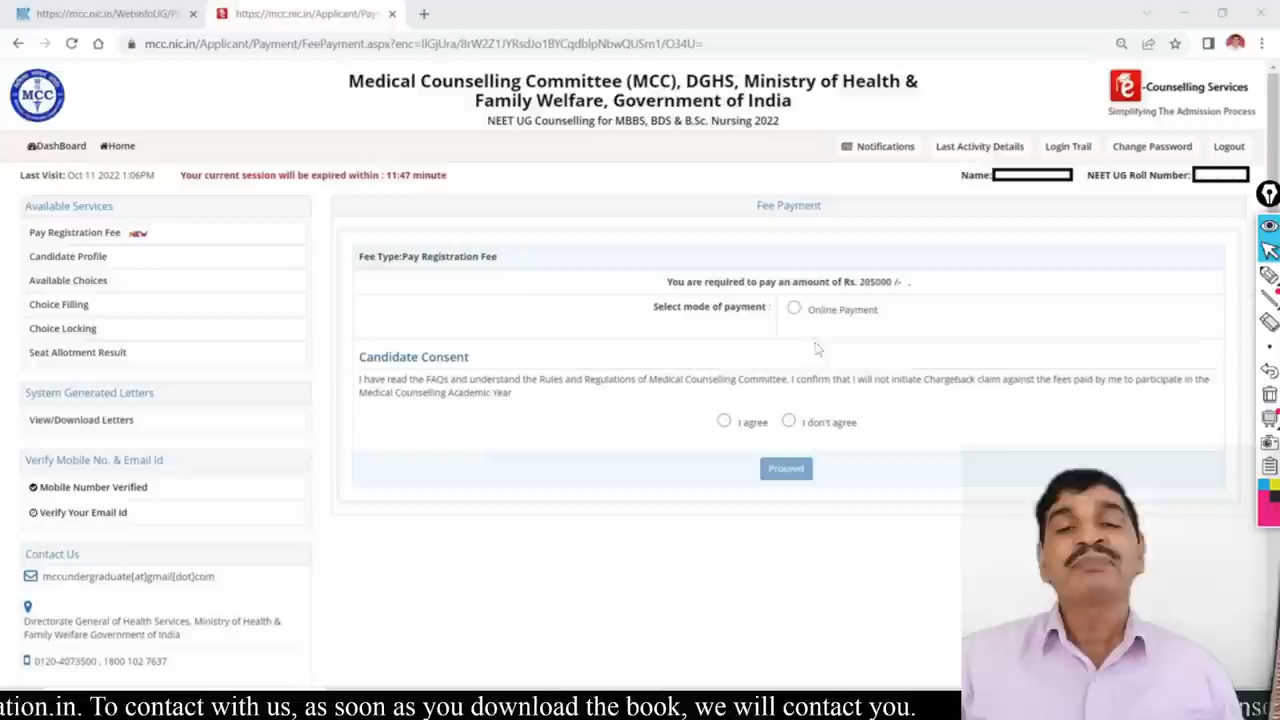 https://mcc.nic.in/WebinfoUG/P
https://mcc.nic.in/Applicant/Pay
mcc.nic.in/Applicant/Payment/FeePayment.aspx?enc=
MCC
Medical Counselling Committee (MCC), DGHS, Ministry of Health &
Family Welfare, Government of India
NEET UG Counselling for MBBS, BDS & B.Sc. Nursing 2022
e-Counselling Services
Simplifying The Admission Process
DashBoard Home
Notifications Last Activity Details Login Trail Change Password Logout
Last Visit: Oct 11 2022 1:06PM Your current session will be expired within : 11:47 minute
Name: NEET UG Roll Number:
Available Services
Pay Registration Fee NEW
Candidate Profile
Available Choices
Choice Filling
Choice Locking
Seat Allotment Result
System Generated Letters
View/Download Letters
Verify Mobile No. & Email Id
Mobile Number Verified
Verify Your Email Id
Contact Us
mccundergraduate[at]gmail[dot]com
Directorate General of Health Services, Ministry of Health &
Family Welfare Government of India
0120-4073500 , 1800 102 7637
Fee Payment
Fee Type:Pay Registration Fee
You are required to pay an amount of Rs. 205000 /- .
Select mode of payment : Online Payment
Candidate Consent
I have read the FAQs and understand the Rules and Regulations of Medical Counselling Committee. I confirm that I will not initiate Chargeback claim against the fees paid by me to participate in the
Medical Counselling Academic Year
I agree I don't agree
Proceed
ation.in. To contact with us, as soon as you download the book, we will contact you.